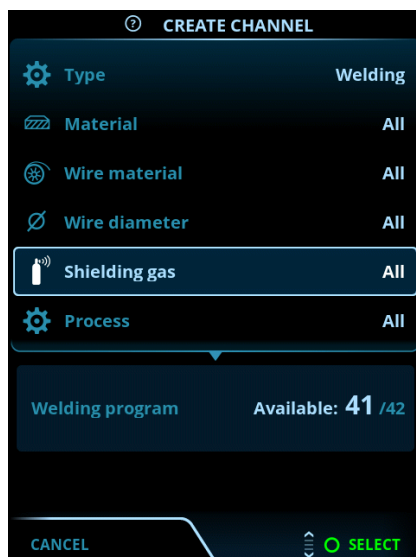 ? CREATE CHANNEL
Type Welding
Material All
Wire material All
Wire diameter All
Shielding gas All
Process All
Welding program Available: 41 /42
CANCEL SELECT